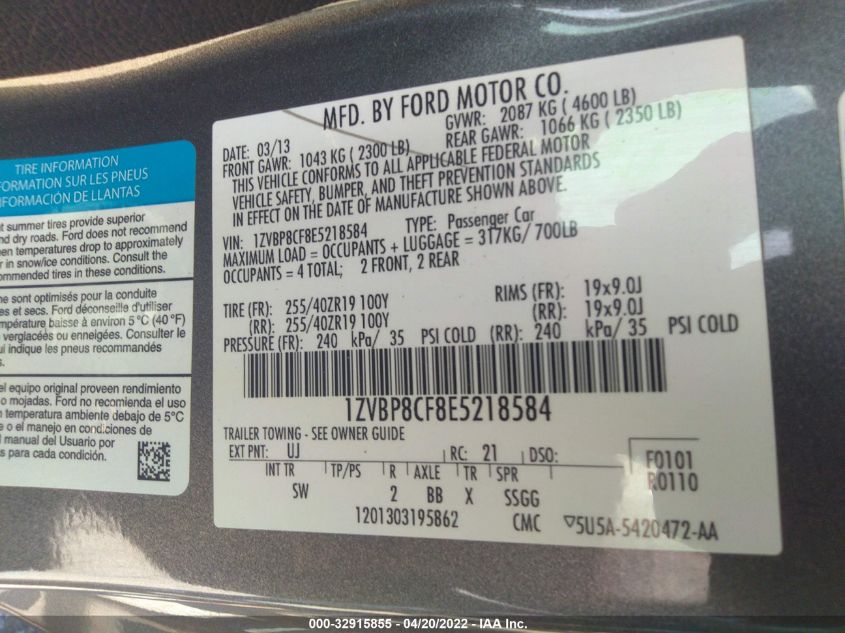 TIRE INFORMATION
FORMATION SUR LES PNEUS
FORMACIÓN DE LLANTAS
t summer tires provide superior
nd dry roads. Ford does not recommend
en temperatures drop to approximately
r in snow/ice conditions. Consult the
ommended tires in these conditions.
ne sont optimisés pour la conduite
es et secs. Ford déconseille d'utiliser
mpérature baisse à environ 5 °C (40 °F)
verglacées ou enneigées. Consulter le
ui indique les pneus recommandés
s.
el equipo original proveen rendimiento
o mojadas. Ford no recomienda el uso
n temperatura ambiente debajo de 5°C
e o el manejo en condiciones de
manual del Usuario por
s para cada condición.
MFD. BY FORD MOTOR CO.
DATE: 03/13 GVWR: 2087 KG ( 4600 LB)
FRONT GAWR: 1043 KG ( 2300 LB) REAR GAWR: 1066 KG ( 2350 LB)
THIS VEHICLE CONFORMS TO ALL APPLICABLE FEDERAL MOTOR
VEHICLE SAFETY, BUMPER, AND THEFT PREVENTION STANDARDS
IN EFFECT ON THE DATE OF MANUFACTURE SHOWN ABOVE.
VIN: 1ZVBP8CF8E5218584 TYPE: Passenger Car
MAXIMUM LOAD = OCCUPANTS + LUGGAGE = 317KG/ 700LB
OCCUPANTS = 4 TOTAL; 2 FRONT, 2 REAR
TIRE (FR): 255/40ZR19 100Y RIMS (FR): 19x9.0J
(RR): 255/40ZR19 100Y (RR): 19x9.0J
PRESSURE (FR): 240 kPa/ 35 PSI COLD (RR): 240 kPa/ 35 PSI COLD
1ZVBP8CF8E5218584
TRAILER TOWING - SEE OWNER GUIDE
EXT PNT: UJ RC: 21 DSO: F0101
INT TR TP/PS R AXLE TR SPR R0110
SW 2 BB X SSGG
1201303195862 CMC ▽5U5A-5420472-AA
000-32915855 - 04/20/2022 - IAA Inc.